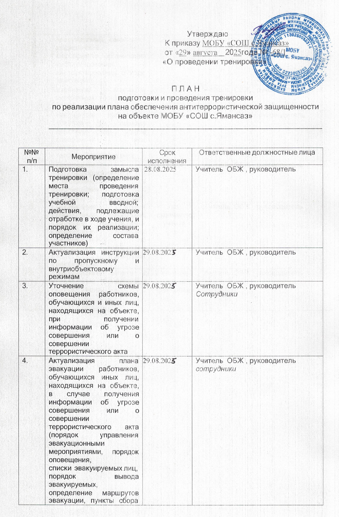 Утверждаю
К приказу МОБУ «СОШ с.Ямансаз»
от «29» августа 2025года
«О проведении тренировки»
П Л А Н
подготовки и проведения тренировки
по реализации плана обеспечения антитеррористической защищенности
на объекте МОБУ «СОШ с.Ямансаз»
№№
п/п
Мероприятие
Срок
исполнения
Ответственные должностные лица
1.
Подготовка замысла
тренировки (определение
места проведения
тренировки; подготовка
учебной вводной;
действия, подлежащие
отработке в ходе учения, и
порядок их реализации;
определение состава
участников)
28.08.2025
Учитель ОБЖ , руководитель
2.
Актуализация инструкции
по пропускному и
внутриобъектовому
режимам
29.08.2025
Учитель ОБЖ , руководитель
3.
Уточнение схемы
оповещения работников,
обучающихся и иных лиц,
находящихся на объекте,
при получении
информации об угрозе
совершения или о
совершении
террористического акта
29.08.2025
Учитель ОБЖ , руководитель
Сотрудники
4.
Актуализация плана
эвакуации работников,
обучающихся иных лиц,
находящихся на объекте,
в случае получения
информации об угрозе
совершения или о
совершении
террористического акта
(порядок управления
эвакуационными
мероприятиями, порядок
оповещения,
списки эвакуируемых лиц,
порядок вывода
эвакуируемых,
определение маршрутов
эвакуации, пункты сбора
29.08.2025
Учитель ОБЖ , руководитель
сотрудники